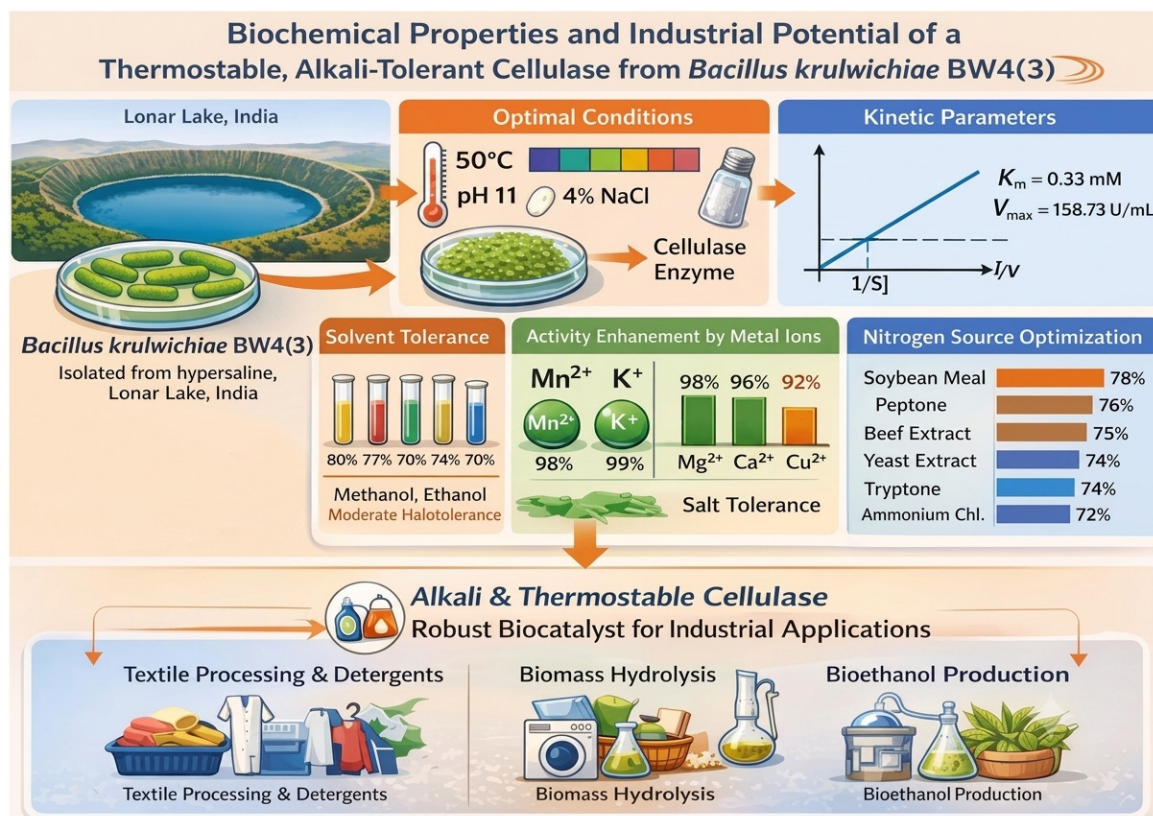 Biochemical Properties and Industrial Potential of a
Thermostable, Alkali-Tolerant Cellulase from Bacillus krulwichiae BW4(3)
Lonar Lake, India
Bacillus krulwichiae BW4(3)
Isolated from hypersaline,
Lonar Lake, India
Optimal Conditions
50°C
pH 11
4% NaCl
Cellulase
Enzyme
Kinetic Parameters
Km = 0.33 mM
Vmax = 158.73 U/mL
I/V
1/S]
Solvent Tolerance
80% 77% 70% 74% 70%
Methanol, Ethanol
Moderate Halotolerance
Activity Enhancement by Metal Ions
Mn²⁺ K⁺
Mn²⁺ K⁺
98% 99%
98% 96% 92%
Mg²⁺ Ca²⁺ Cu²⁺
Salt Tolerance
Nitrogen Source Optimization
Soybean Meal 78%
Peptone 76%
Beef Extract 75%
Yeast Extract 74%
Tryptone 74%
Ammonium Chl. 72%
Alkali & Thermostable Cellulase
Robust Biocatalyst for Industrial Applications
Textile Processing & Detergents
Textile Processing & Detergents
Biomass Hydrolysis
Biomass Hydrolysis
Bioethanol Production
Bioethanol Production